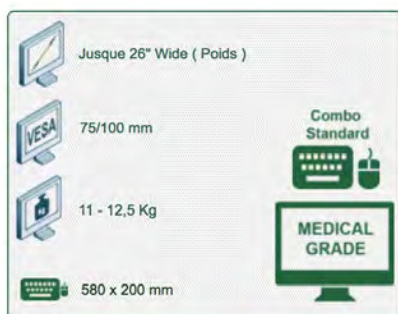 Jusque 26" Wide ( Poids )
VESA
75/100 mm
KG
11 - 12,5 Kg
580 x 200 mm
Combo
Standard
MEDICAL
GRADE